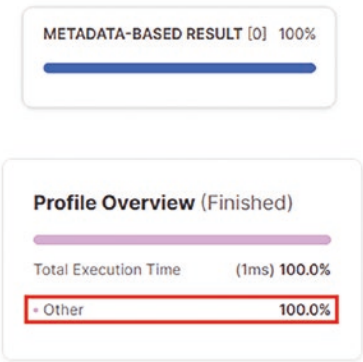 METADATA-BASED RESULT [0] 100%
Profile Overview (Finished)
Total Execution Time (1ms) 100.0%
Other 100.0%